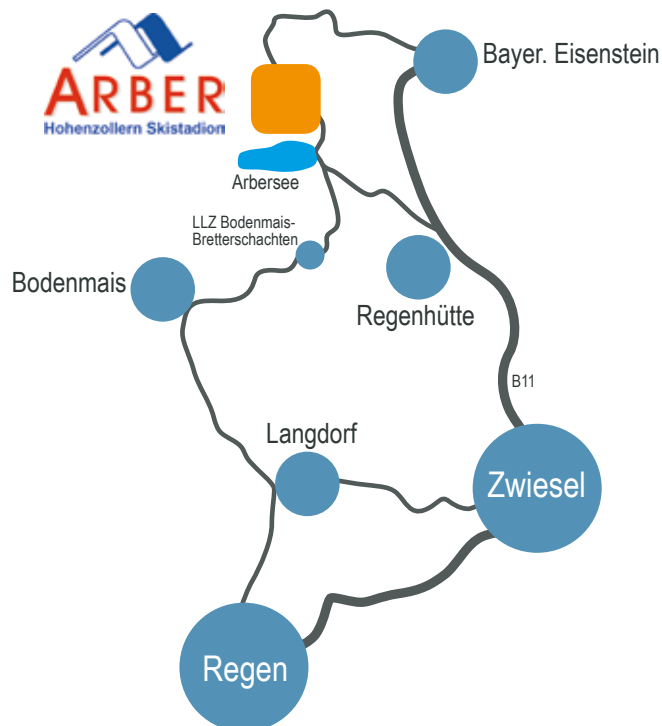 ARBER
Hohenzollern Skistadion
Bayer. Eisenstein
Arbersee
LLZ Bodenmais-
Bretterschachten
Bodenmais
Regenhütte
B11
Langdorf
Zwiesel
Regen